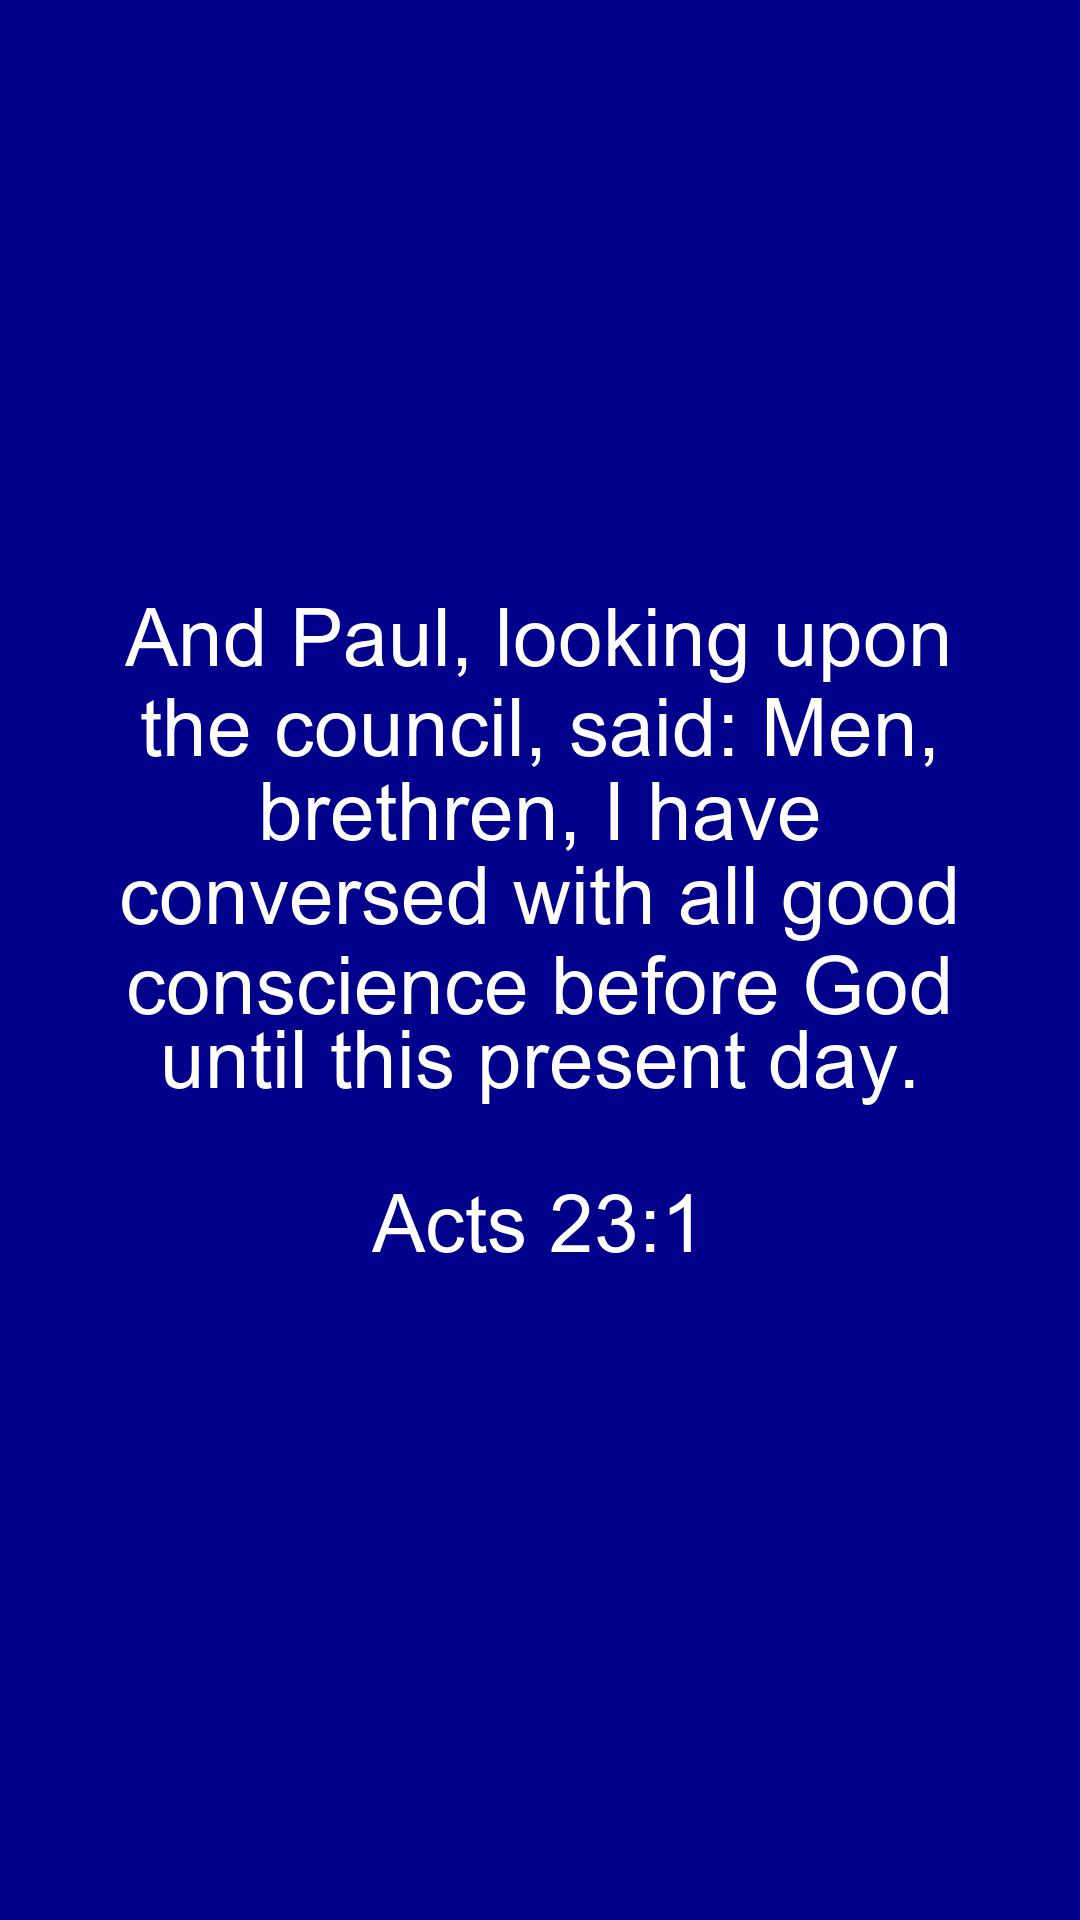 And Paul, looking upon
the council, said: Men,
brethren, I have
conversed with all good
conscience before God
until this present day.
Acts 23:1